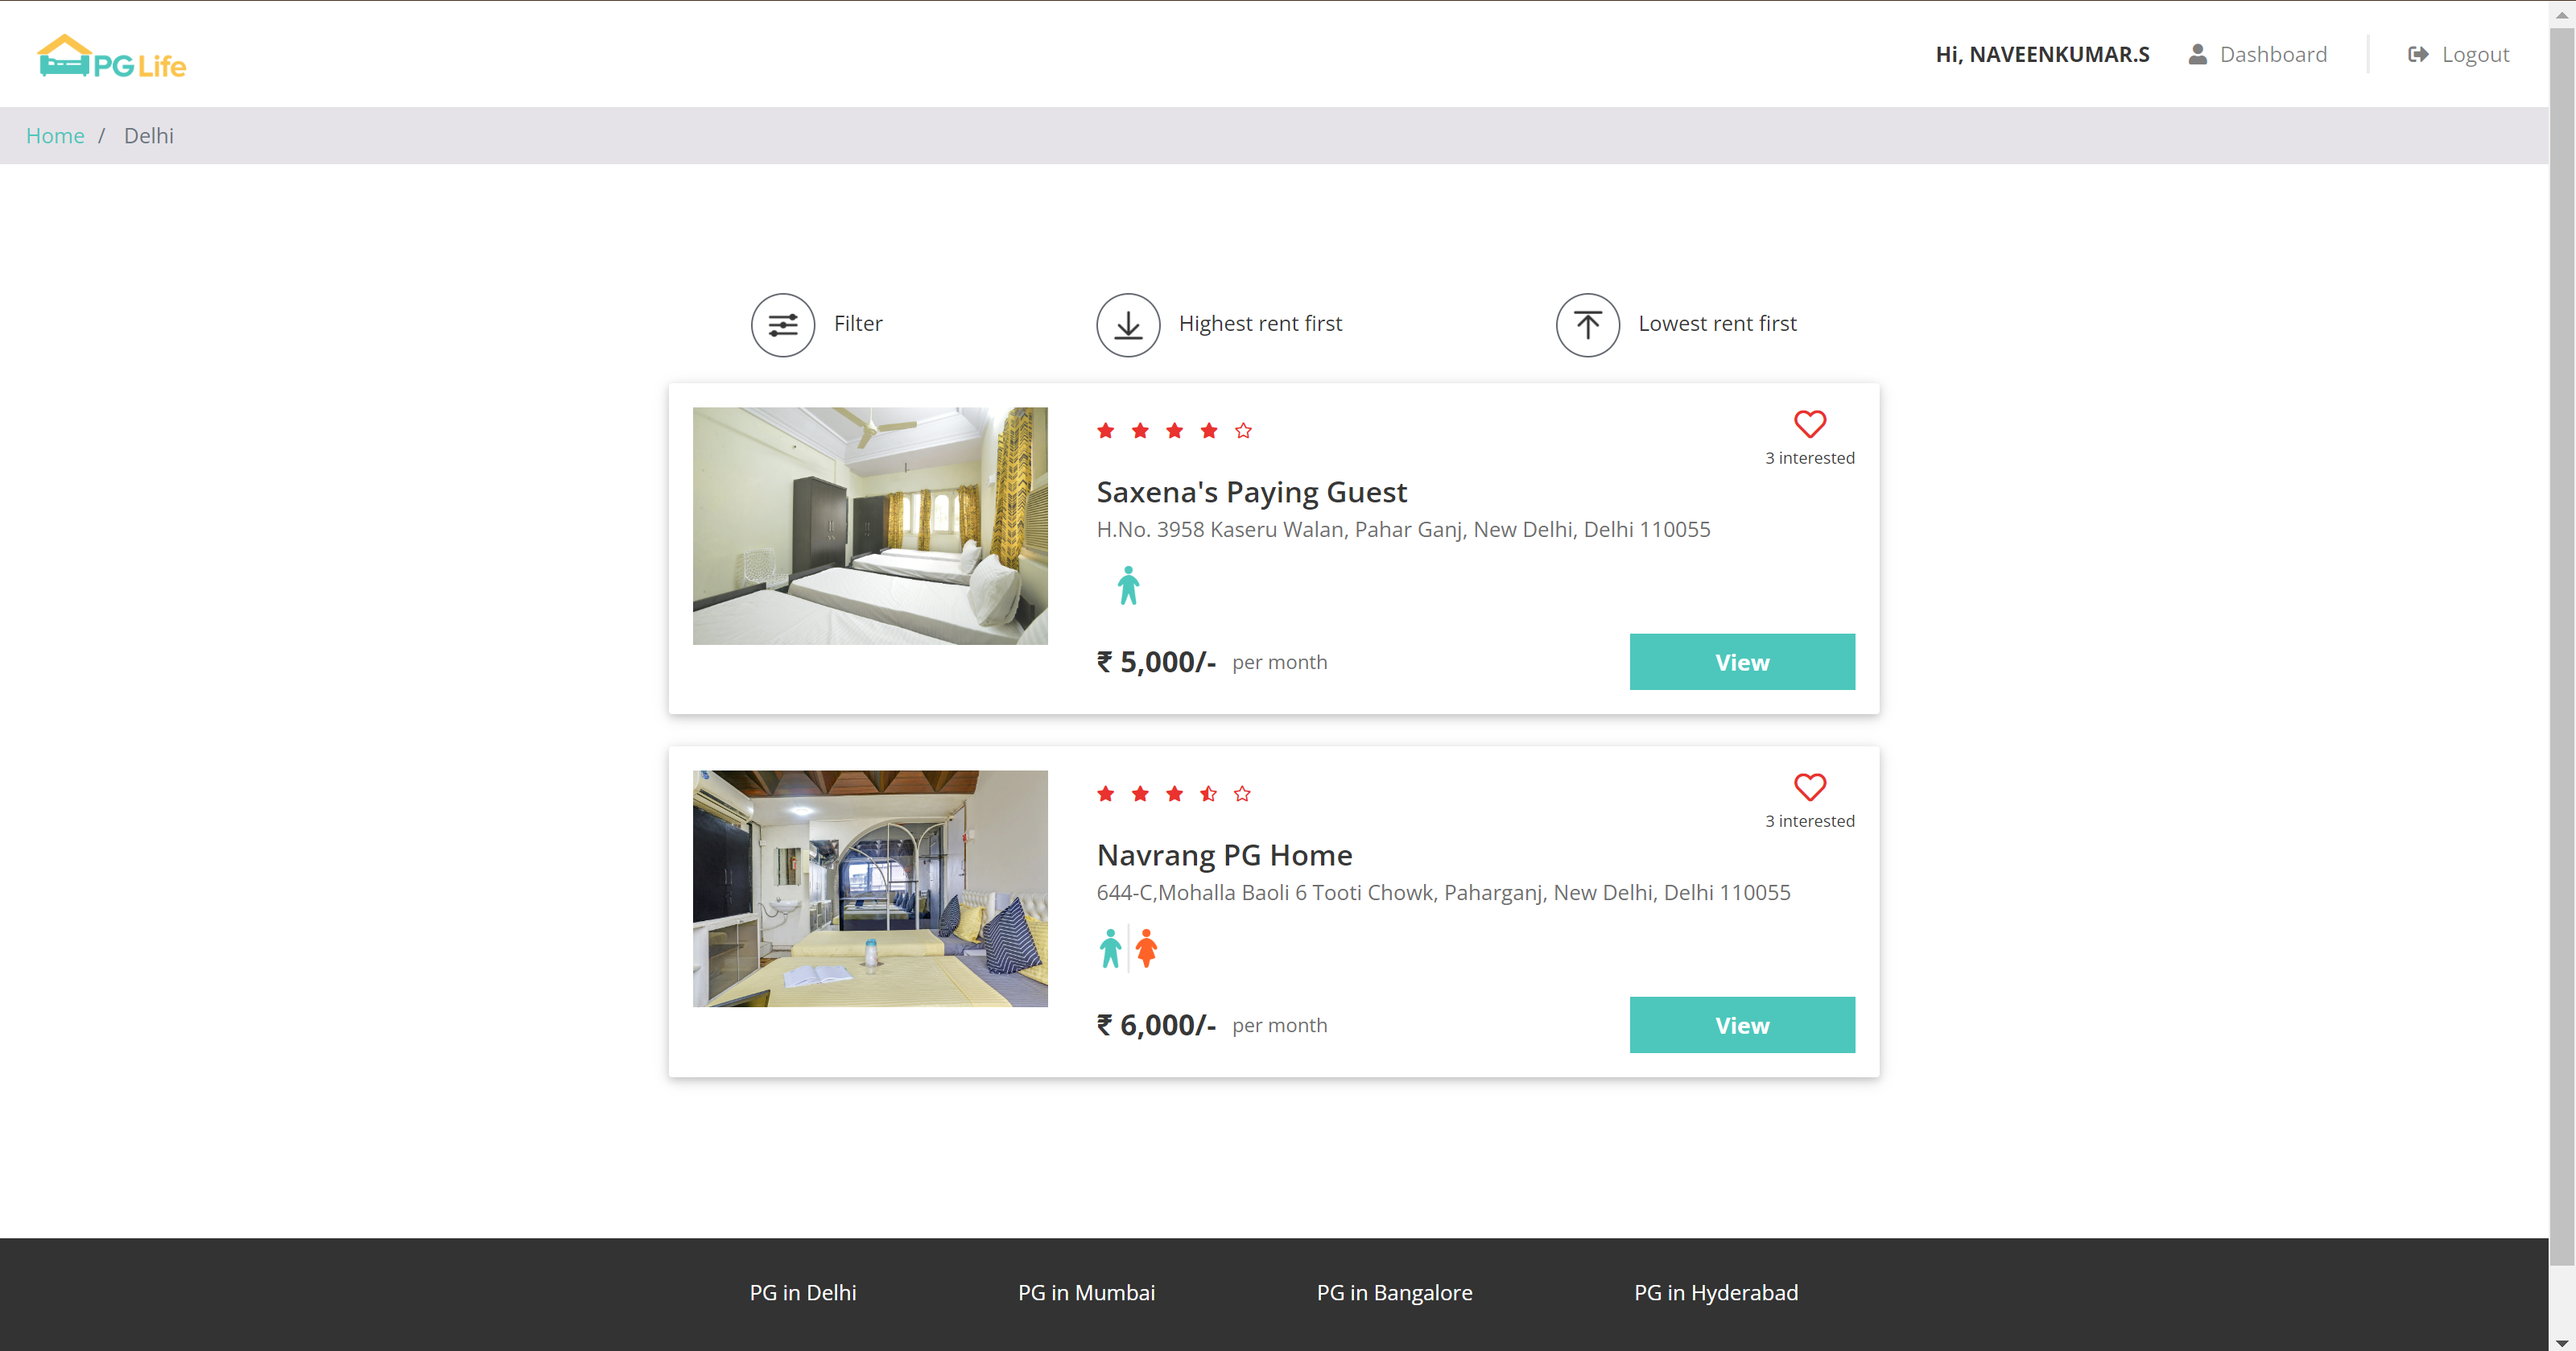 PG Life
Hi, NAVEENKUMAR.S Dashboard Logout
Home / Delhi
Filter Highest rent first Lowest rent first
3 interested
Saxena's Paying Guest
H.No. 3958 Kaseru Walan, Pahar Ganj, New Delhi, Delhi 110055
₹ 5,000/- per month View
3 interested
Navrang PG Home
644-C,Mohalla Baoli 6 Tooti Chowk, Paharganj, New Delhi, Delhi 110055
₹ 6,000/- per month View
PG in Delhi PG in Mumbai PG in Bangalore PG in Hyderabad